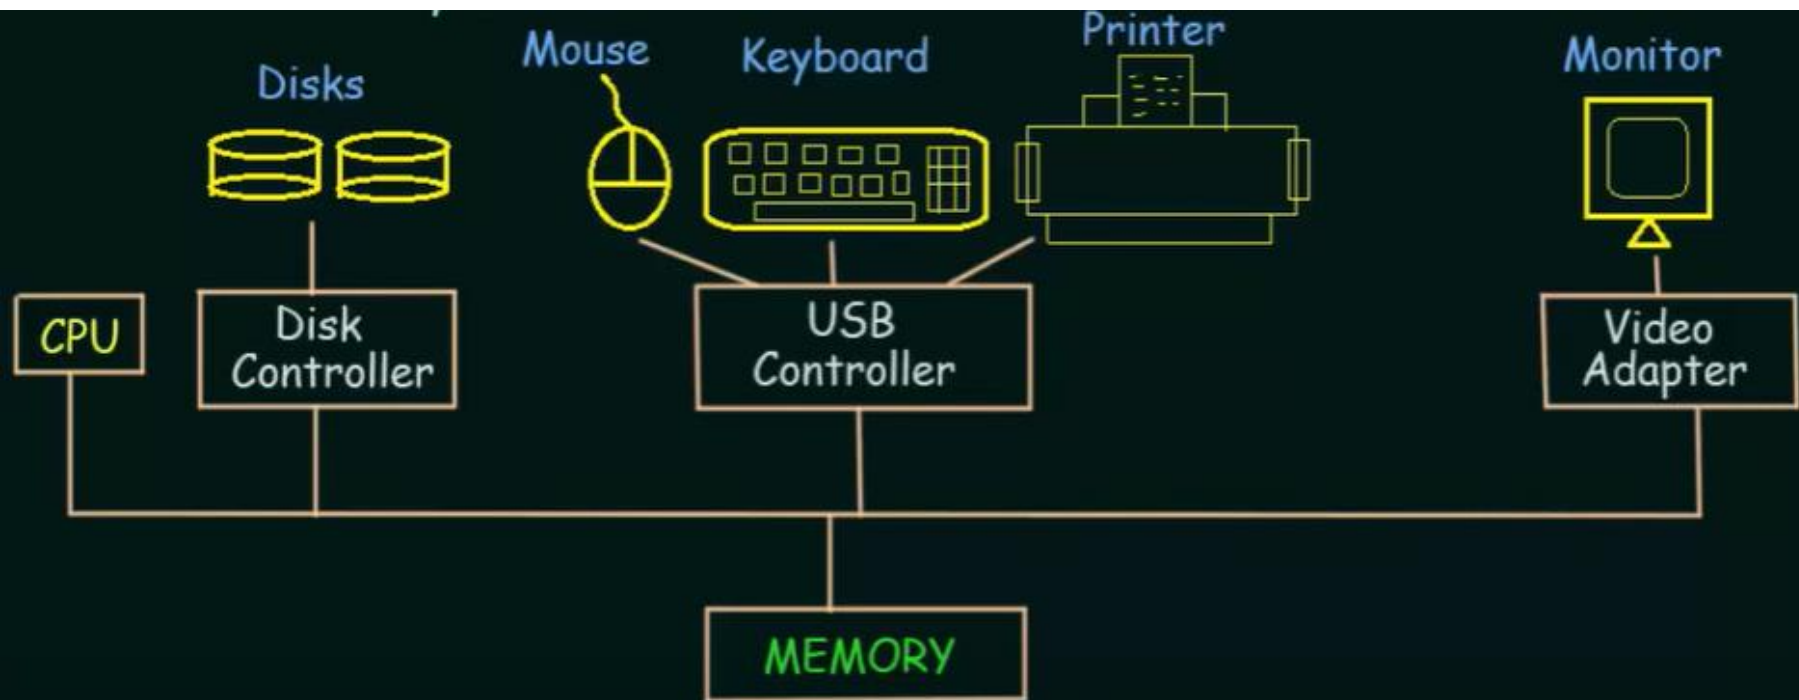 Disks
Mouse
Keyboard
Printer
Monitor
CPU
Disk
Controller
USB
Controller
Video
Adapter
MEMORY